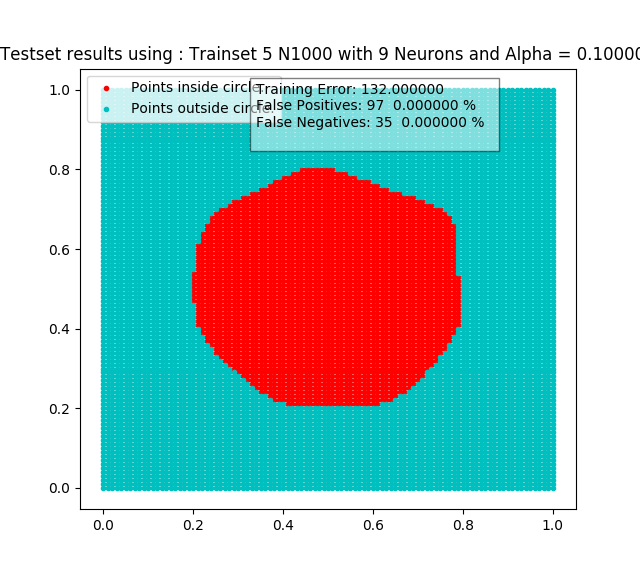 Testset results using : Trainset 5 N1000 with 9 Neurons and Alpha = 0.10000
Points inside circle
Points outside circle.
Training Error: 132.000000
False Positives: 97 0.000000 %
False Negatives: 35 0.000000 %
1.0
0.8
0.6
0.4
0.2
0.0
0.0 0.2 0.4 0.6 0.8 1.0